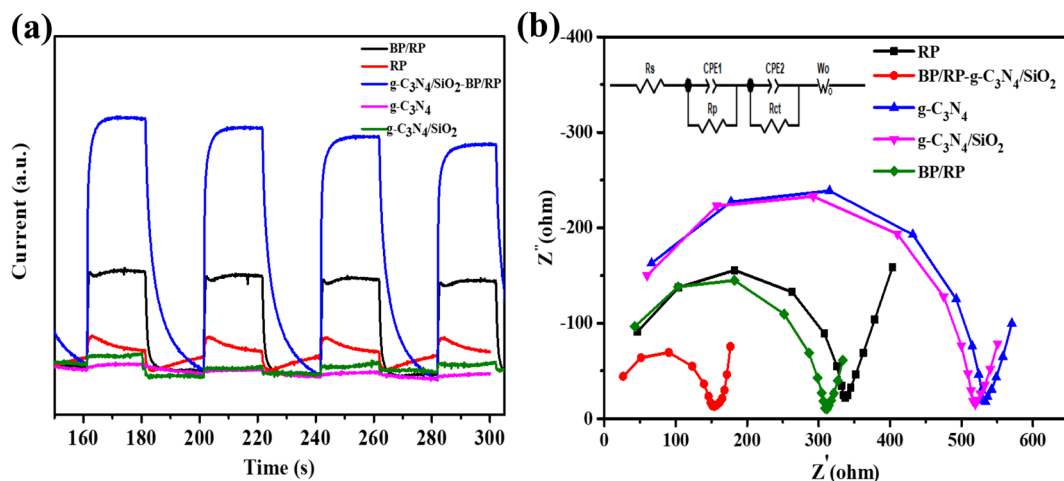 (a)
BP/RP
RP
g-C₃N₄/SiO₂-BP/RP
g-C₃N₄
g-C₃N₄/SiO₂
Current (a.u.)
160 180 200 220 240 260 280 300
Time (s)
(b)
-400
-300
-200
-100
0
Z''(ohm)
Rs CPE1 CPE2 Wo
Rp Rct
RP
BP/RP-g-C₃N₄/SiO₂
g-C₃N₄
g-C₃N₄/SiO₂
BP/RP
0 100 200 300 400 500 600 700
Z'(ohm)